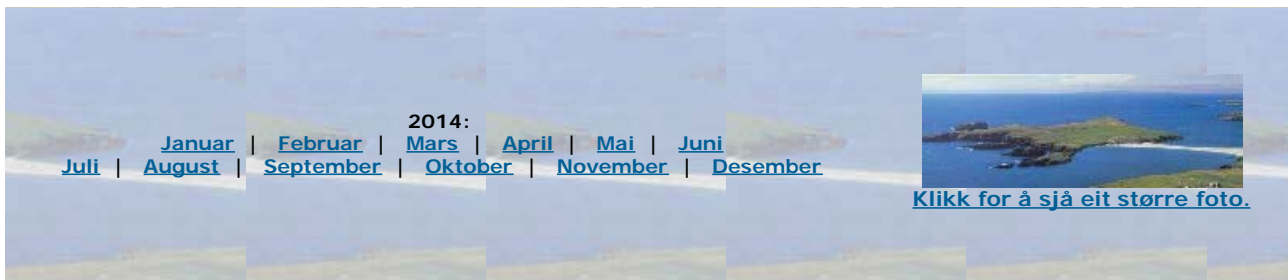 2014:
Januar | Februar | Mars | April | Mai | Juni
Juli | August | September | Oktober | November | Desember
Klikk for å sjå eit større foto.